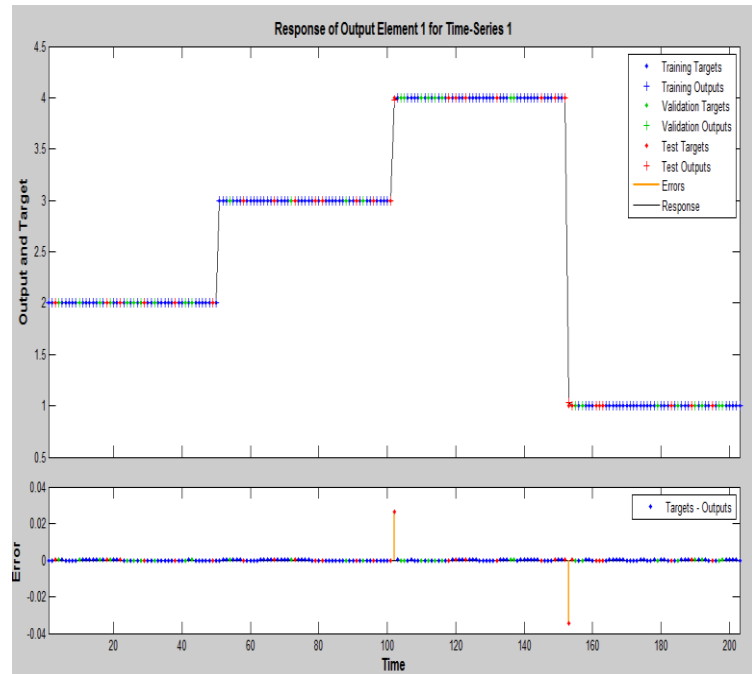 Response of Output Element 1 for Time-Series 1
4.5
4
3.5
3
2.5
2
1.5
1
0.5
Output and Target
Training Targets
Training Outputs
Validation Targets
Validation Outputs
Test Targets
Test Outputs
Errors
Response
0.04
0.02
0
-0.02
-0.04
Error
Targets - Outputs
20 40 60 80 100 120 140 160 180 200
Time